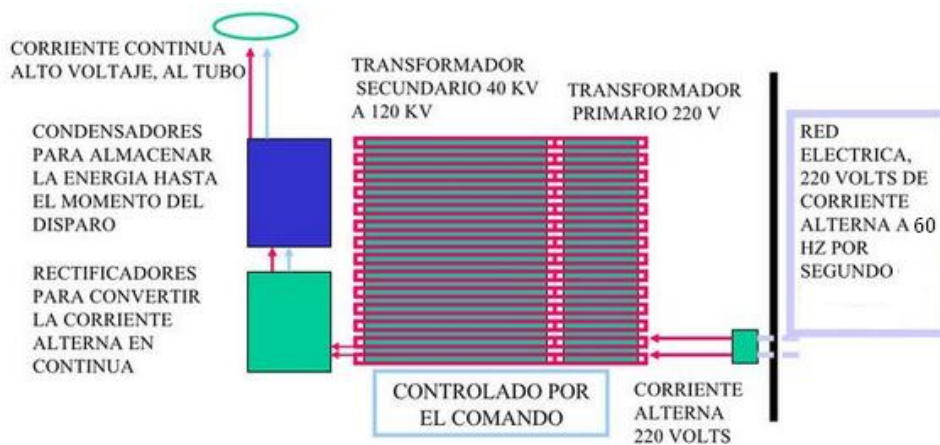 CORRIENTE CONTINUA
ALTO VOLTAJE, AL TUBO
CONDENSADORES
PARA ALMACENAR
LA ENERGIA HASTA
EL MOMENTO DEL
DISPARO
RECTIFICADORES
PARA CONVERTIR
LA CORRIENTE
ALTERNA EN
CONTINUA
TRANSFORMADOR
SECUNDARIO 40 KV
A 120 KV
TRANSFORMADOR
PRIMARIO 220 V
CONTROLADO POR
EL COMANDO
CORRIENTE
ALTERNA
220 VOLTS
RED
ELECTRICA,
220 VOLTS DE
CORRIENTE
ALTERNA A 60
HZ POR
SEGUNDO